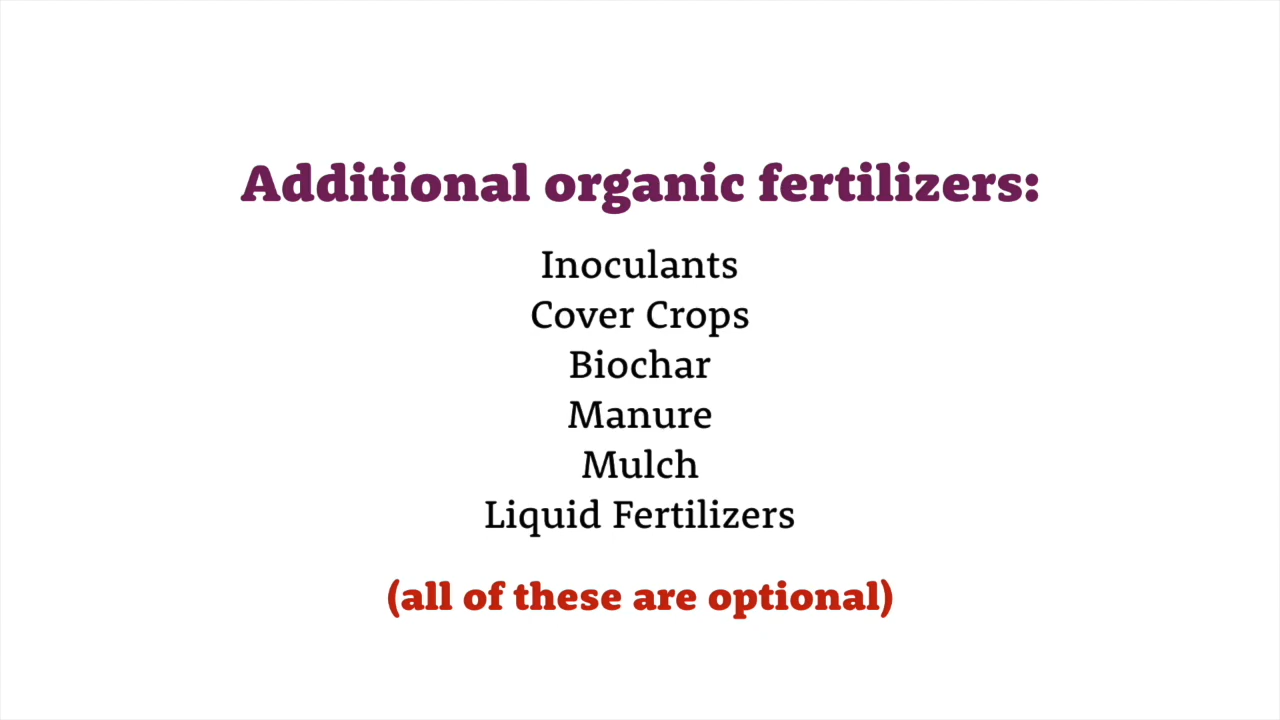 Additional organic fertilizers:
Inoculants
Cover Crops
Biochar
Manure
Mulch
Liquid Fertilizers
(all of these are optional)